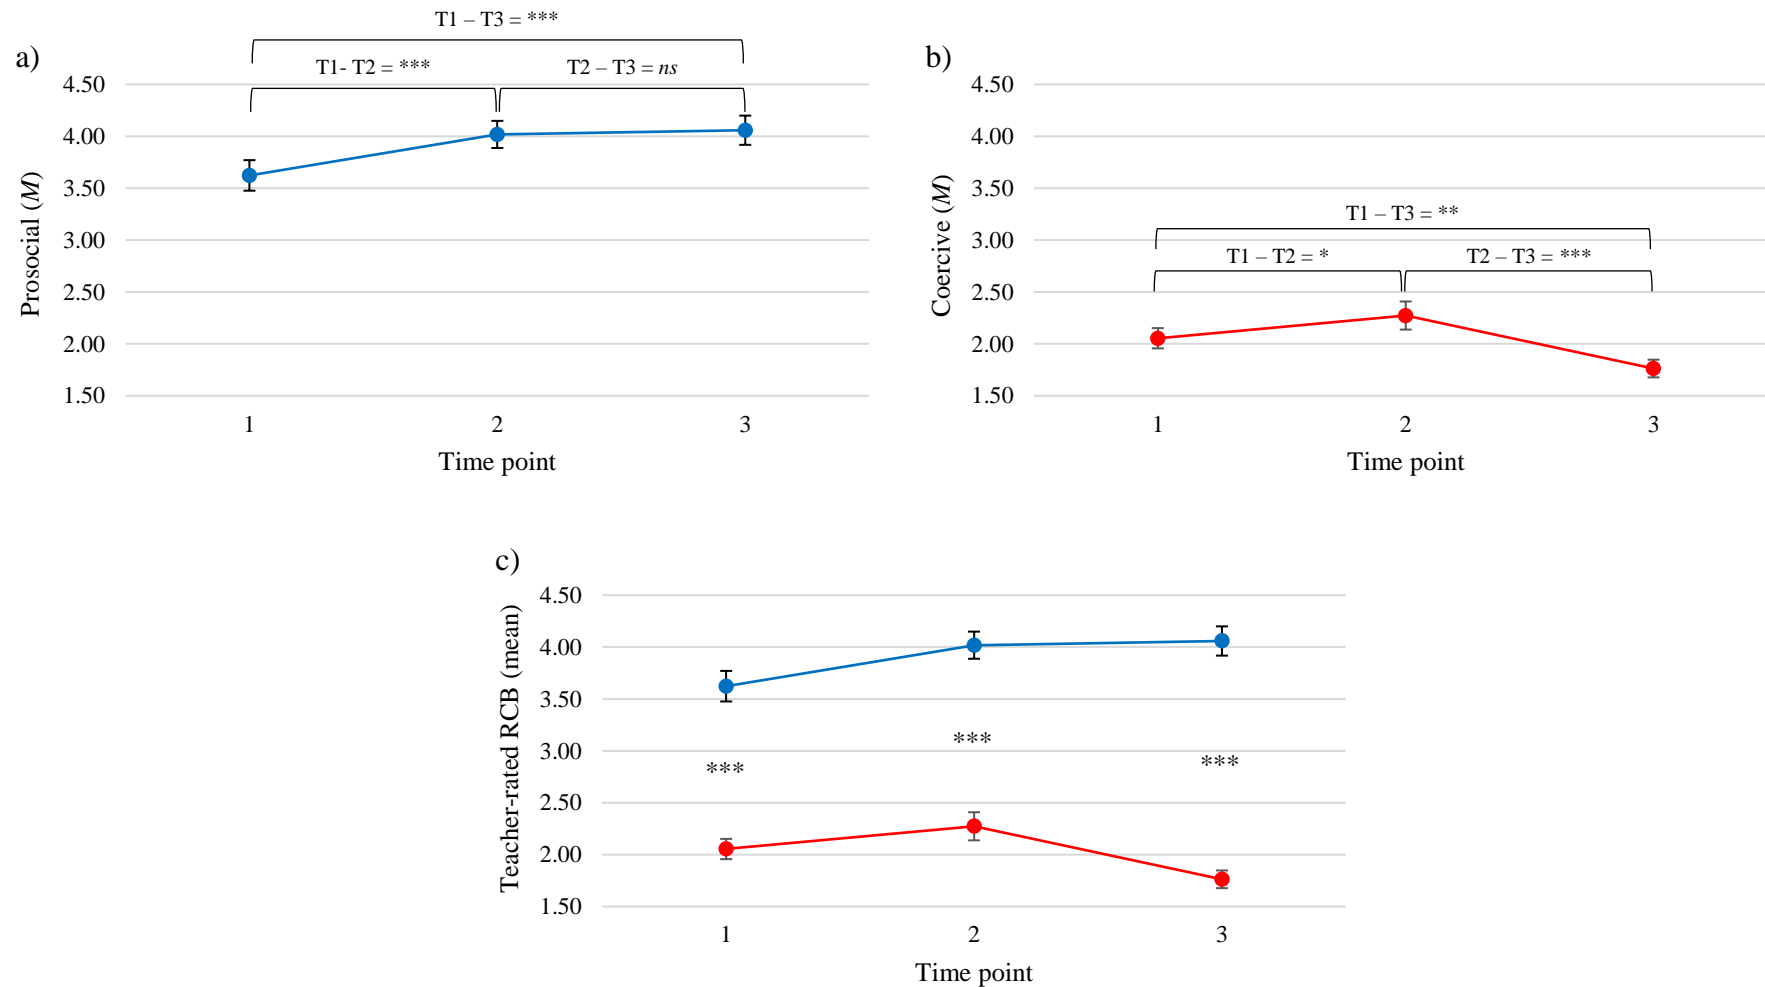 T1 – T3 = ***
a)
T1- T2 = ***
T2 – T3 = ns
4.50
4.00
3.50
3.00
2.50
2.00
1.50
Prosocial (M)
1
2
3
Time point
b)
4.50
4.00
3.50
3.00
2.50
2.00
1.50
Coercive (M)
T1 – T3 = **
T1 – T2 = *
T2 – T3 = ***
1
2
3
Time point
c)
4.50
4.00
3.50
3.00
2.50
2.00
1.50
Teacher-rated RCB (mean)
***
***
***
1
2
3
Time point